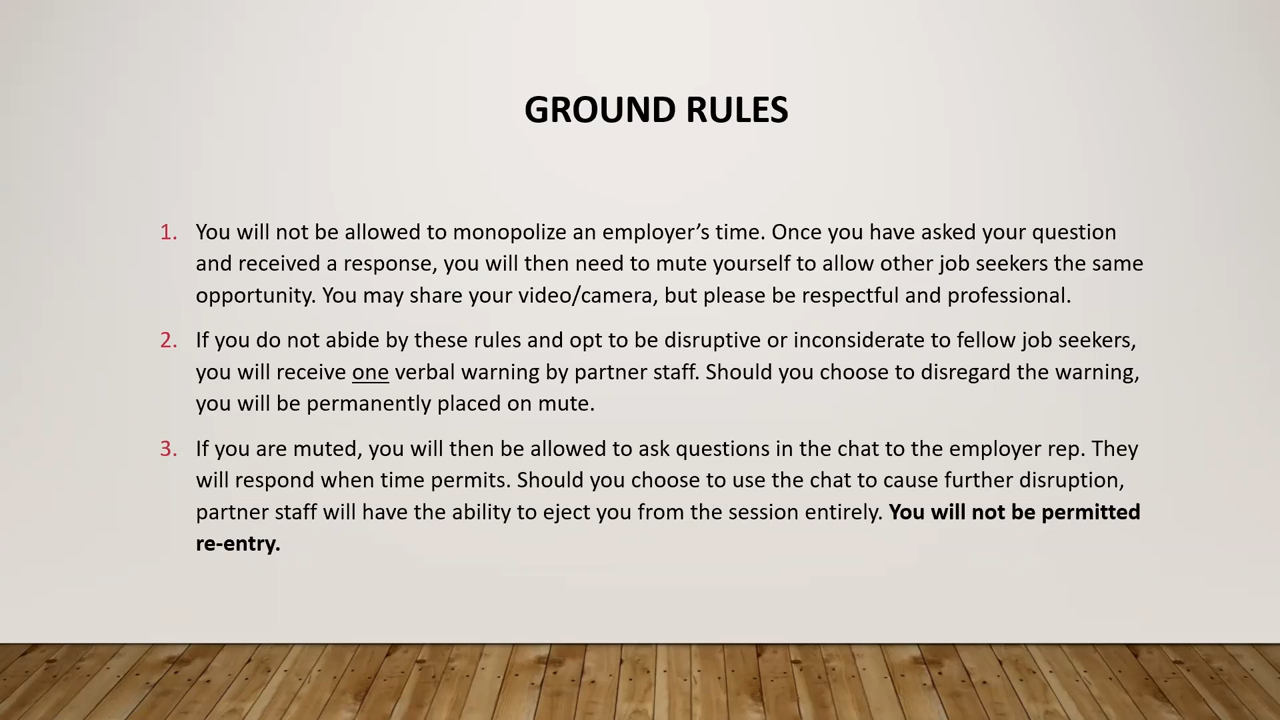 GROUND RULES
1. You will not be allowed to monopolize an employer’s time. Once you have asked your question
and received a response, you will then need to mute yourself to allow other job seekers the same
opportunity. You may share your video/camera, but please be respectful and professional.
2. If you do not abide by these rules and opt to be disruptive or inconsiderate to fellow job seekers,
you will receive one verbal warning by partner staff. Should you choose to disregard the warning,
you will be permanently placed on mute.
3. If you are muted, you will then be allowed to ask questions in the chat to the employer rep. They
will respond when time permits. Should you choose to use the chat to cause further disruption,
partner staff will have the ability to eject you from the session entirely. You will not be permitted
re-entry.